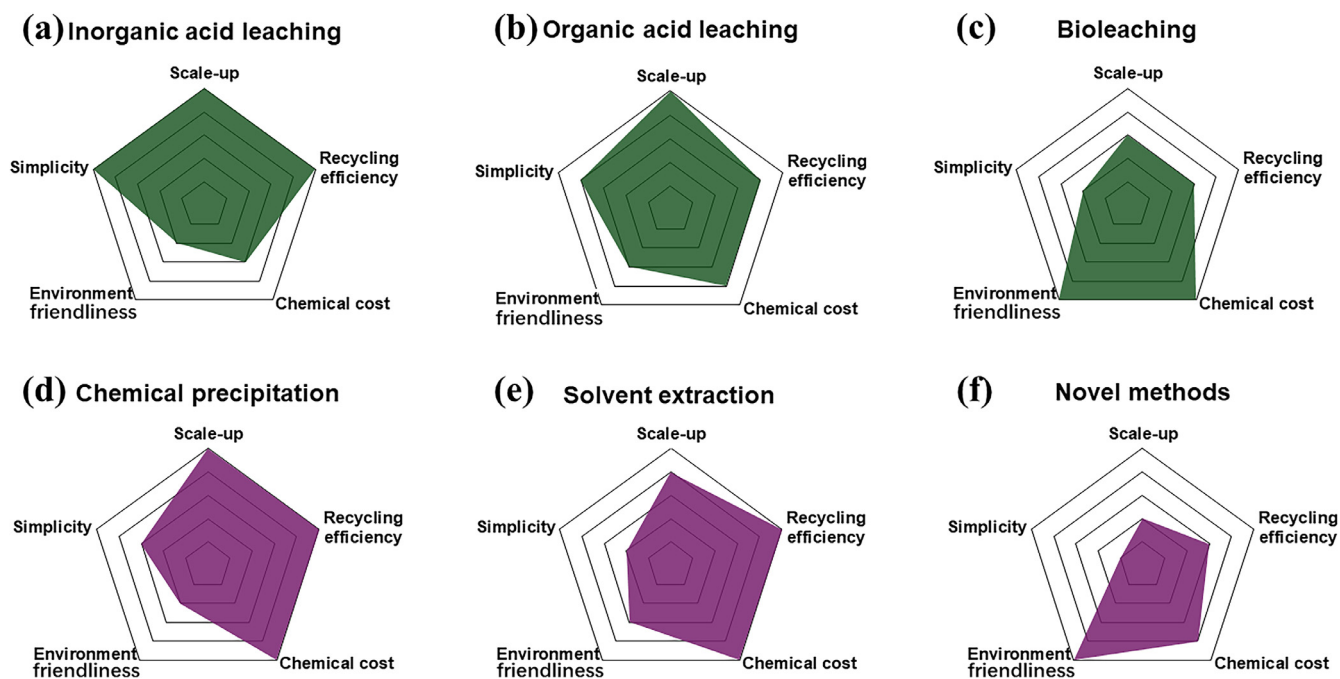 (a) Inorganic acid leaching
Scale-up
Simplicity
Recycling
efficiency
Environment
friendliness
Chemical cost
(b) Organic acid leaching
Scale-up
Simplicity
Recycling
efficiency
Environment
friendliness
Chemical cost
(c) Bioleaching
Scale-up
Simplicity
Recycling
efficiency
Environment
friendliness
Chemical cost
(d) Chemical precipitation
Scale-up
Simplicity
Recycling
efficiency
Environment
friendliness
Chemical cost
(e) Solvent extraction
Scale-up
Simplicity
Recycling
efficiency
Environment
friendliness
Chemical cost
(f) Novel methods
Scale-up
Simplicity
Recycling
efficiency
Environment
friendliness
Chemical cost